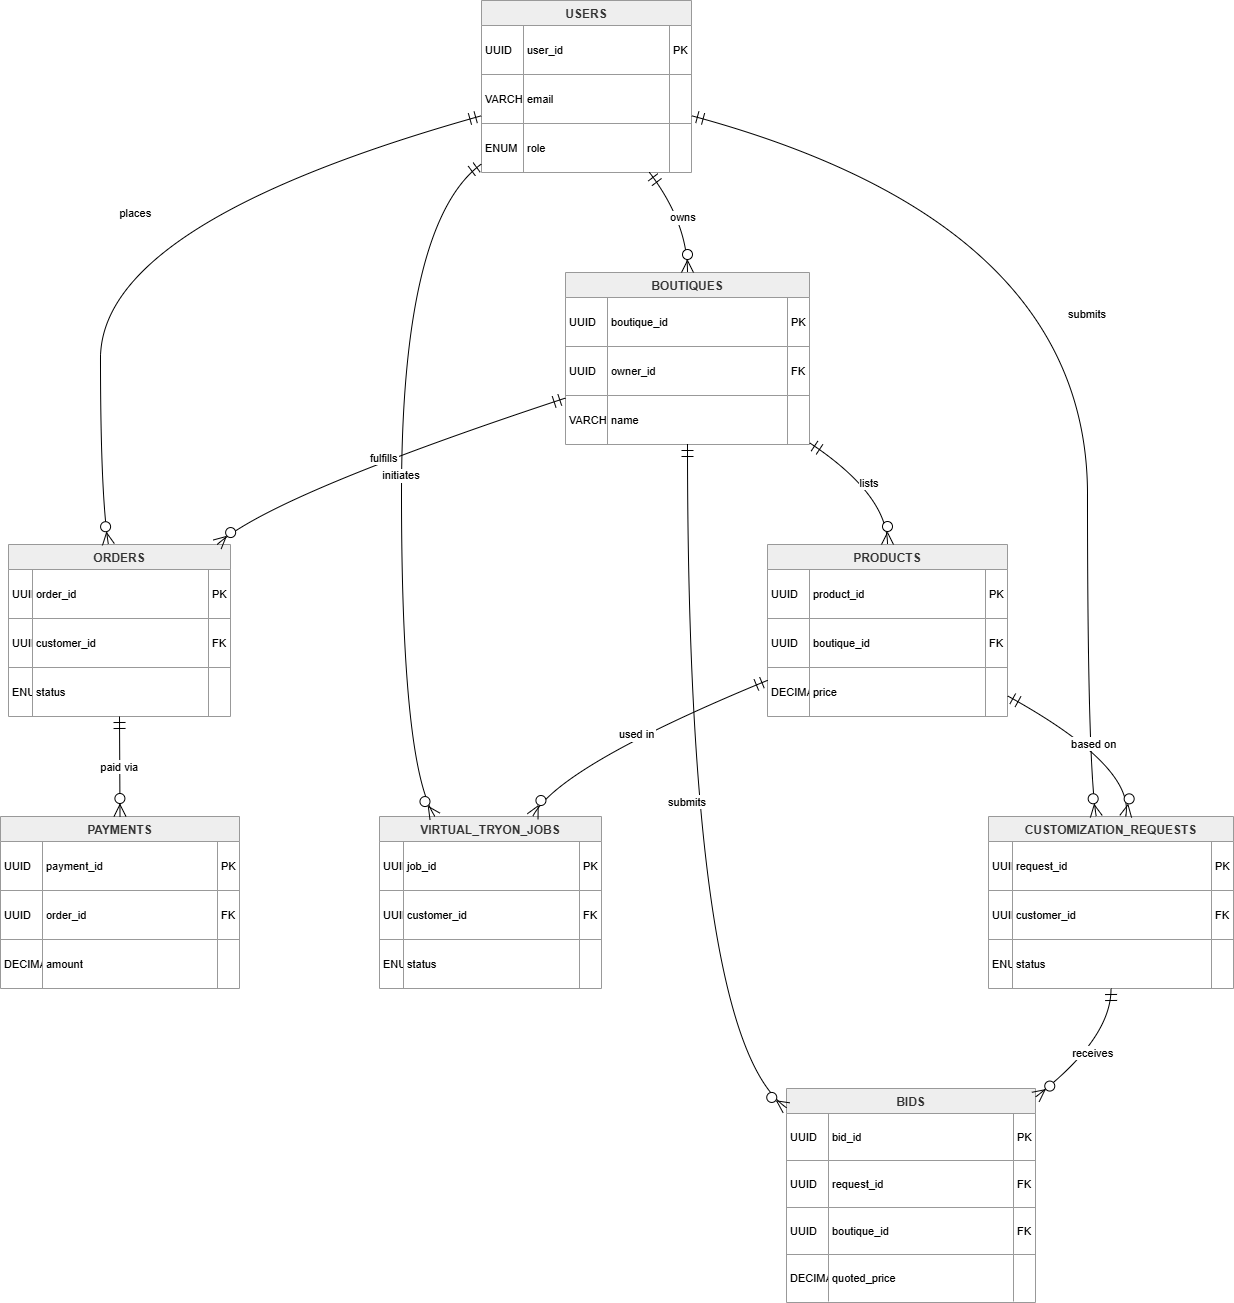 USERS
UUID user_id PK
VARCH email
ENUM role
places
owns
submits
BOUTIQUES
UUID boutique_id PK
UUID owner_id FK
VARCH name
fulfills
initiates
lists
ORDERS
UUI order_id PK
UUI customer_id FK
ENU status
PRODUCTS
UUID product_id PK
UUID boutique_id FK
DECIMA price
used in
based on
paid via
submits
PAYMENTS
UUID payment_id PK
UUID order_id FK
DECIMA amount
VIRTUAL_TRYON_JOBS
UUI job_id PK
UUI customer_id FK
ENU status
CUSTOMIZATION_REQUESTS
UUI request_id PK
UUI customer_id FK
ENU status
receives
BIDS
UUID bid_id PK
UUID request_id FK
UUID boutique_id FK
DECIMA quoted_price